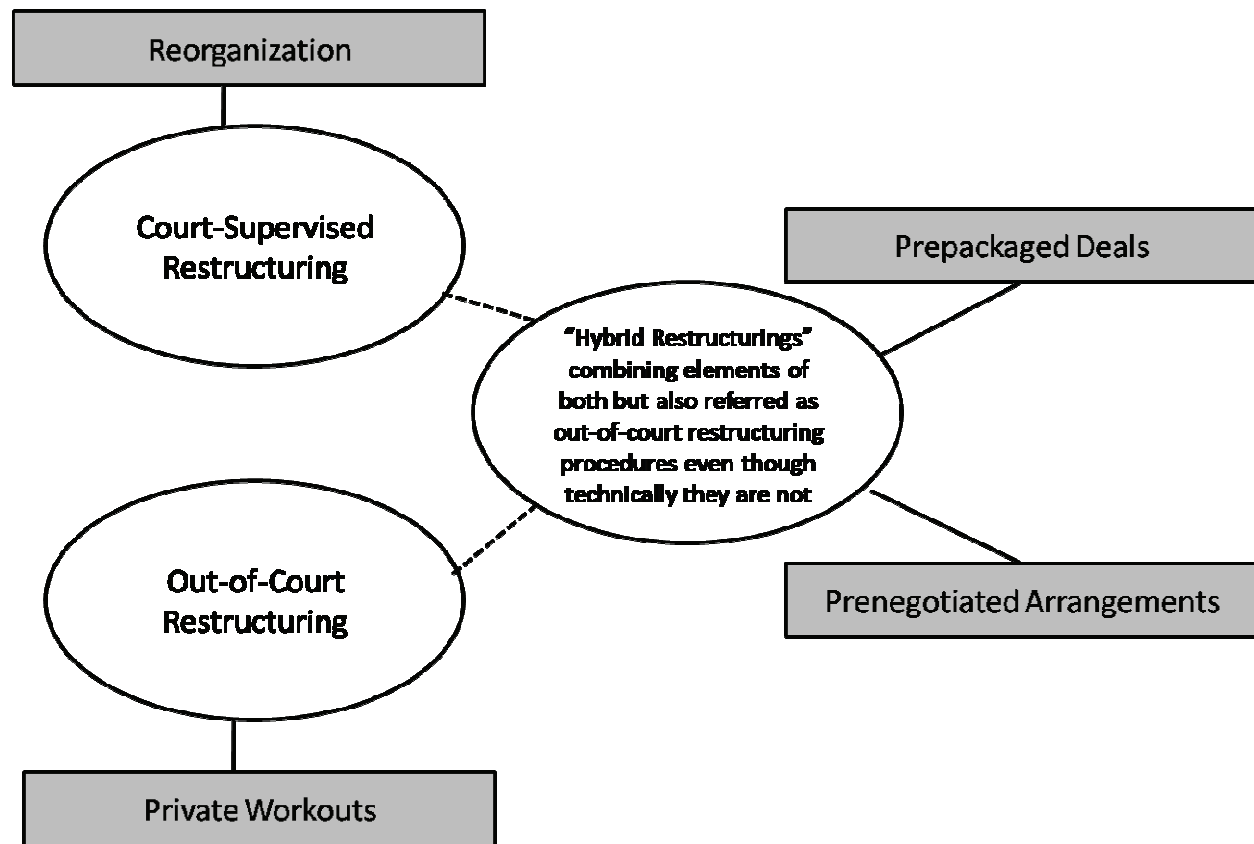 Reorganization
Court-Supervised
Restructuring
Prepackaged Deals
“Hybrid Restructurings”
combining elements of
both but also referred as
out-of-court restructuring
procedures even though
technically they are not
Out-of-Court
Restructuring
Prenegotiated Arrangements
Private Workouts